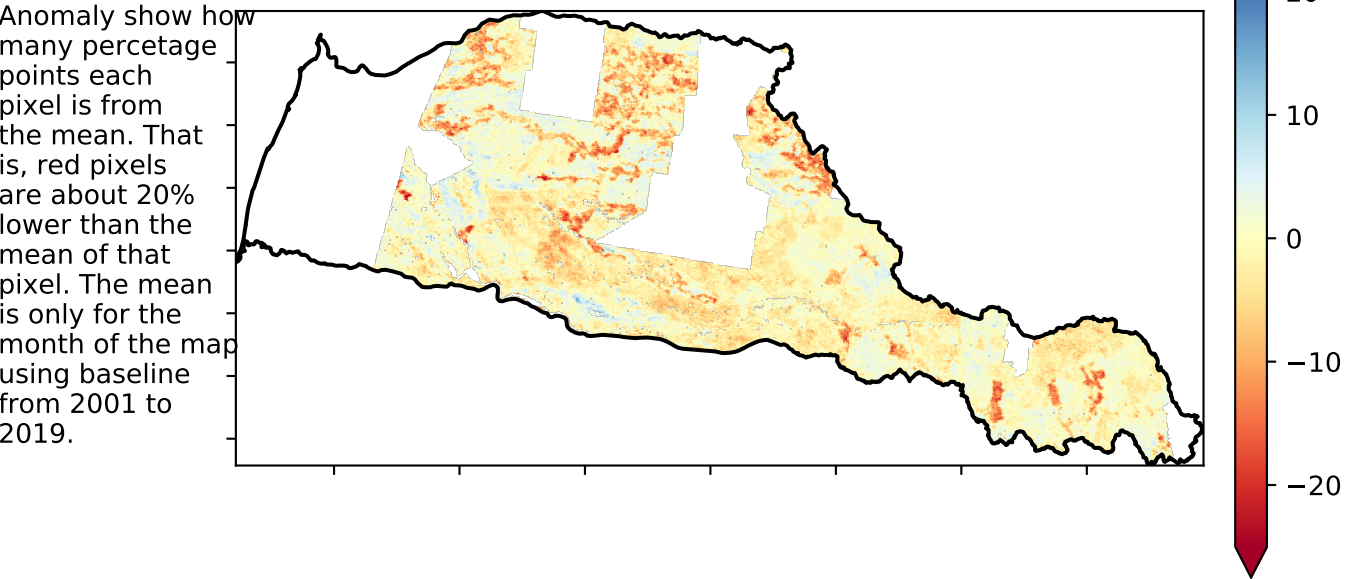 Anomaly show how
many percetage
points each
pixel is from
the mean. That
is, red pixels
are about 20%
lower than the
mean of that
pixel. The mean
is only for the
month of the map
using baseline
from 2001 to
2019.
10
0
−10
−20